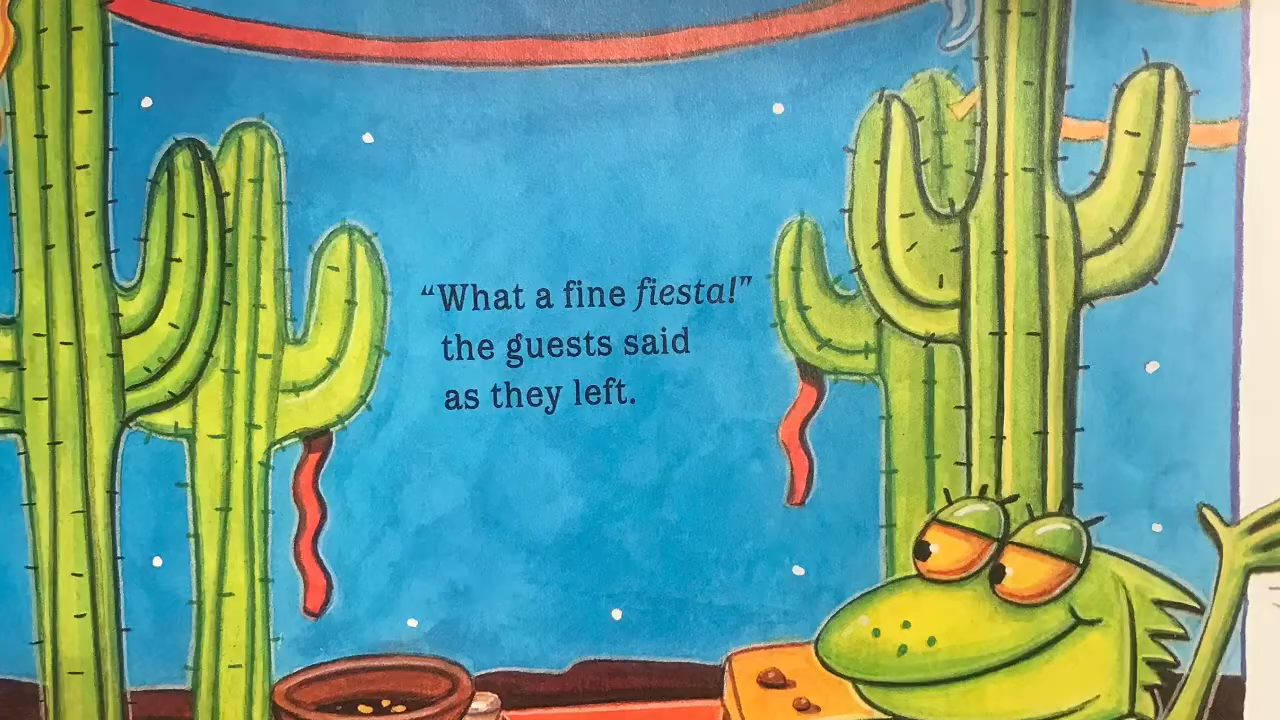 “What a fine fiesta!”
the guests said
as they left.